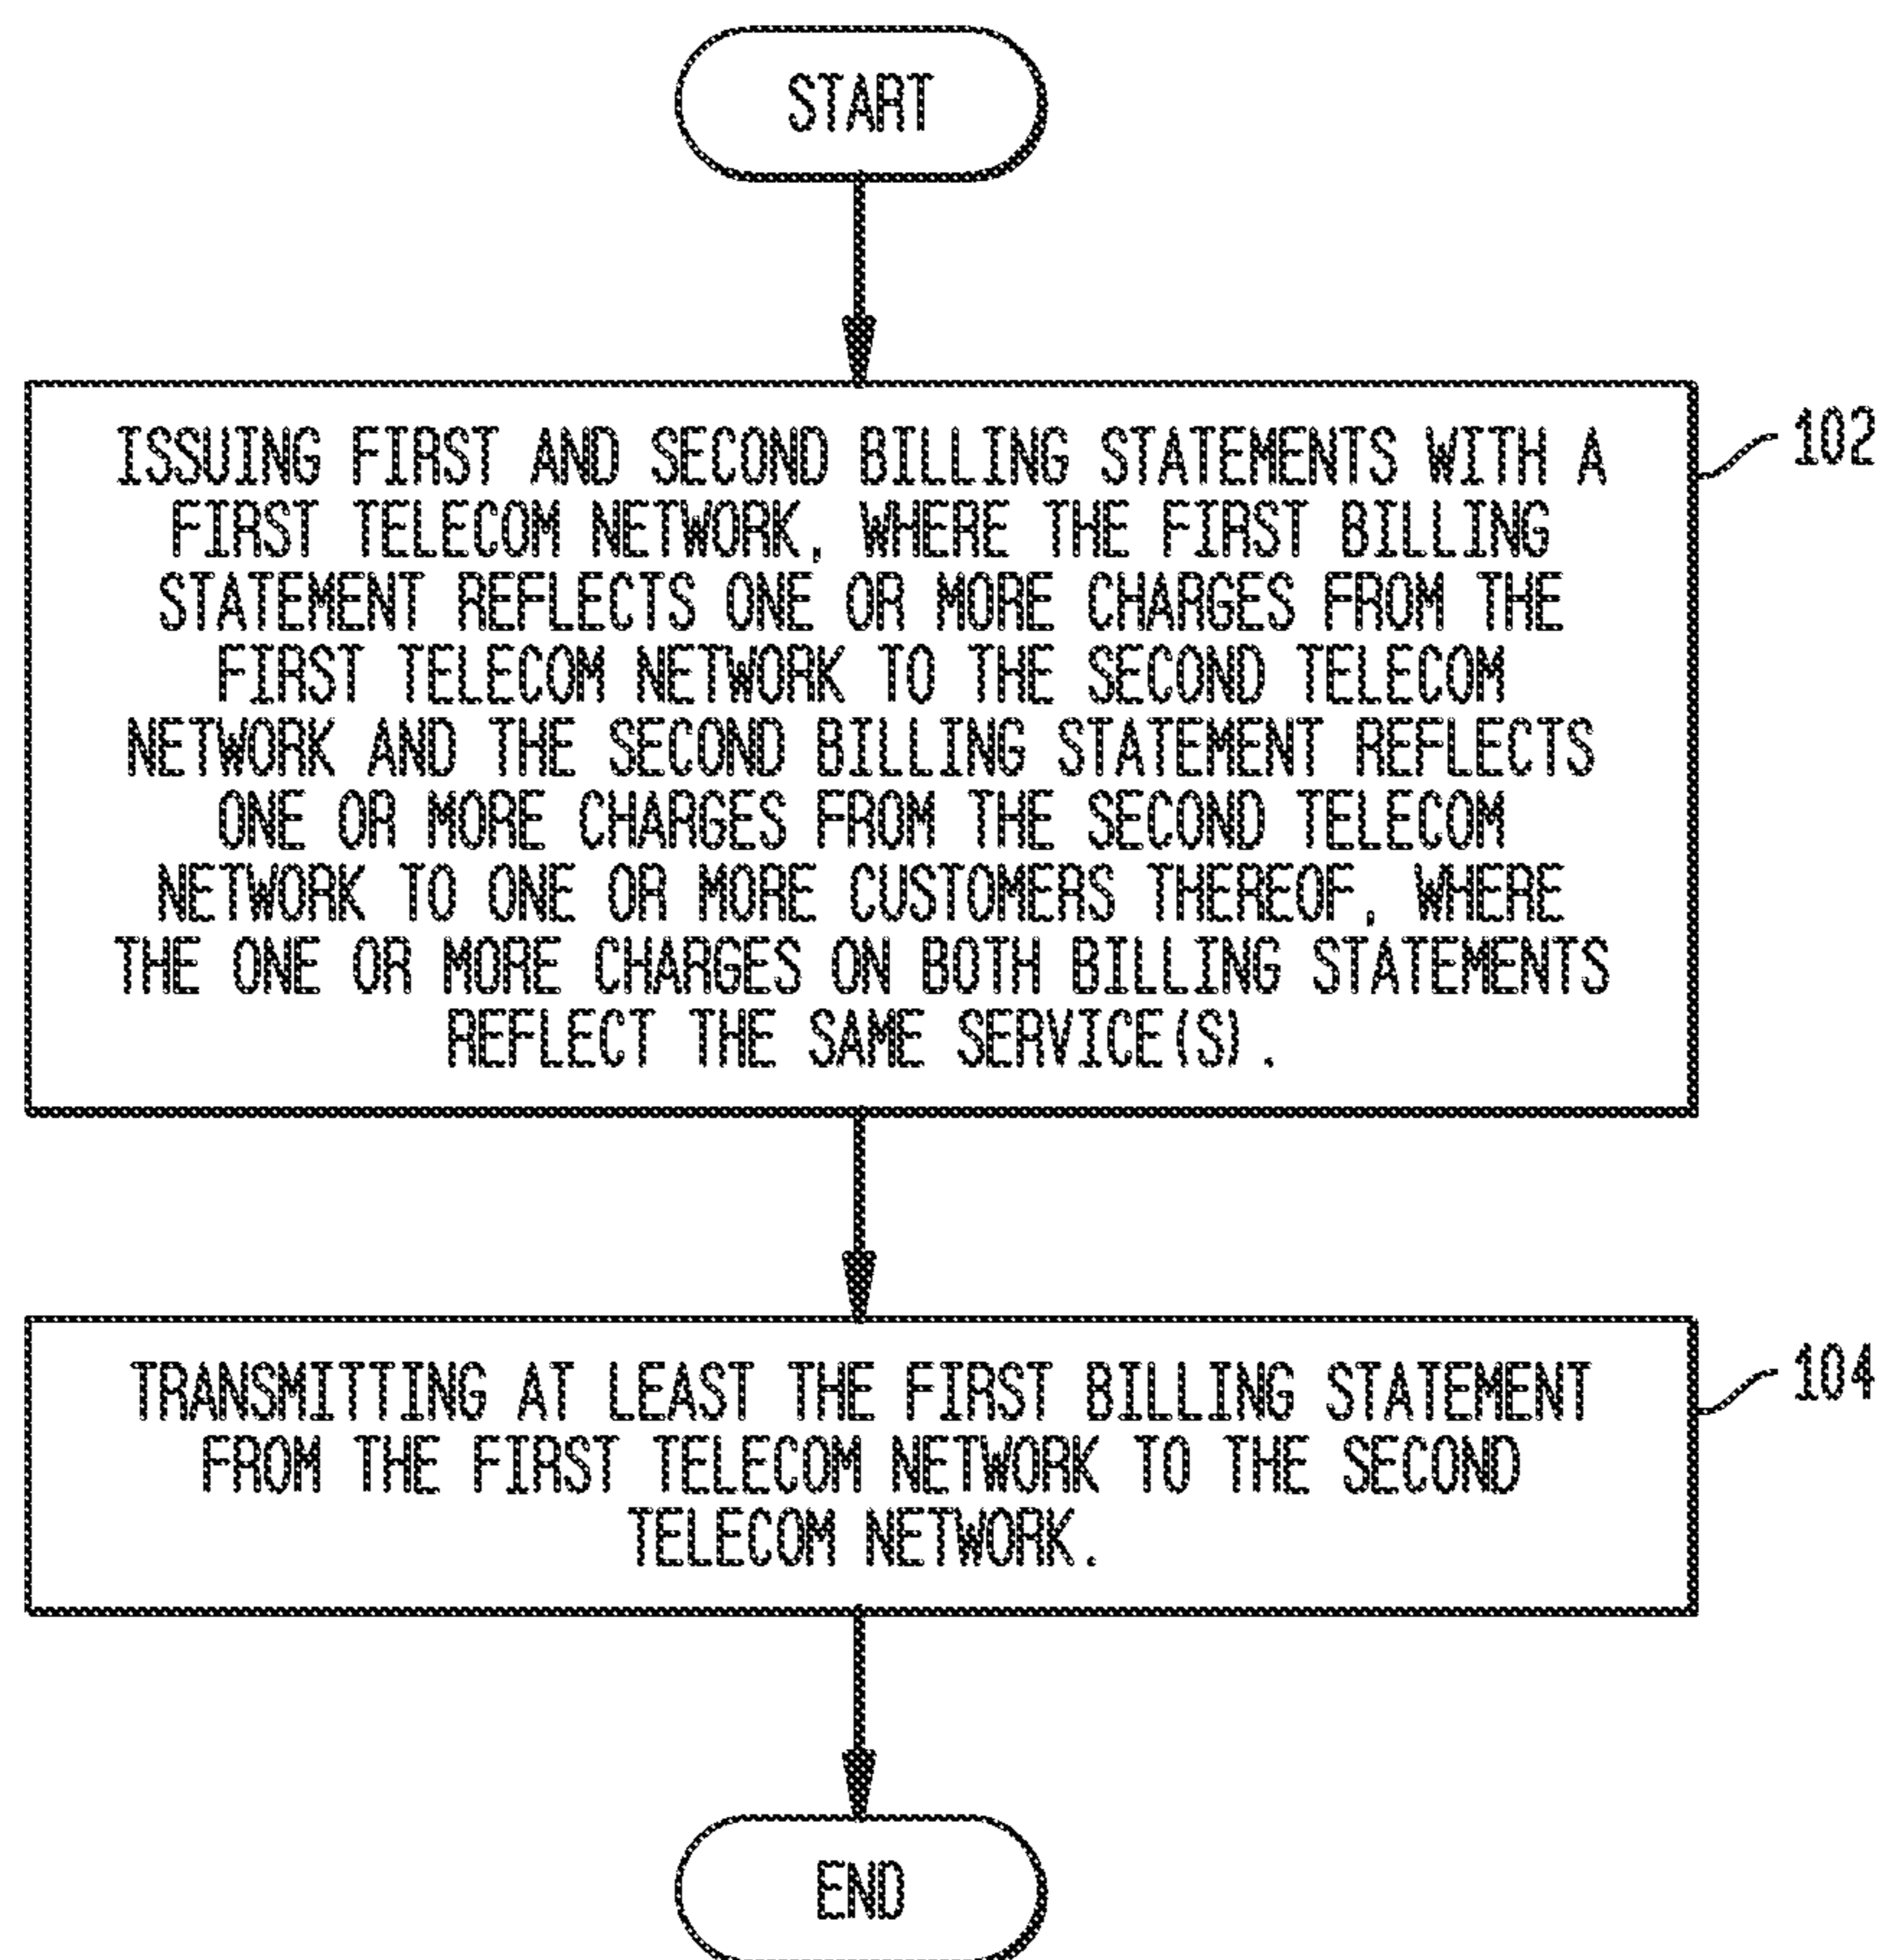 START
ISSUING FIRST AND SECOND BILLING STATEMENTS WITH A
FIRST TELECOM NETWORK, WHERE THE FIRST BILLING
STATEMENT REFLECTS ONE OR MORE CHARGES FROM THE
FIRST TELECOM NETWORK TO THE SECOND TELECOM
NETWORK AND THE SECOND BILLING STATEMENT REFLECTS
ONE OR MORE CHARGES FROM THE SECOND TELECOM
NETWORK TO ONE OR MORE CUSTOMERS THEREOF, WHERE
THE ONE OR MORE CHARGES ON BOTH BILLING STATEMENTS
REFLECT THE SAME SERVICE(S).
102
TRANSMITTING AT LEAST THE FIRST BILLING STATEMENT
FROM THE FIRST TELECOM NETWORK TO THE SECOND
TELECOM NETWORK.
104
END